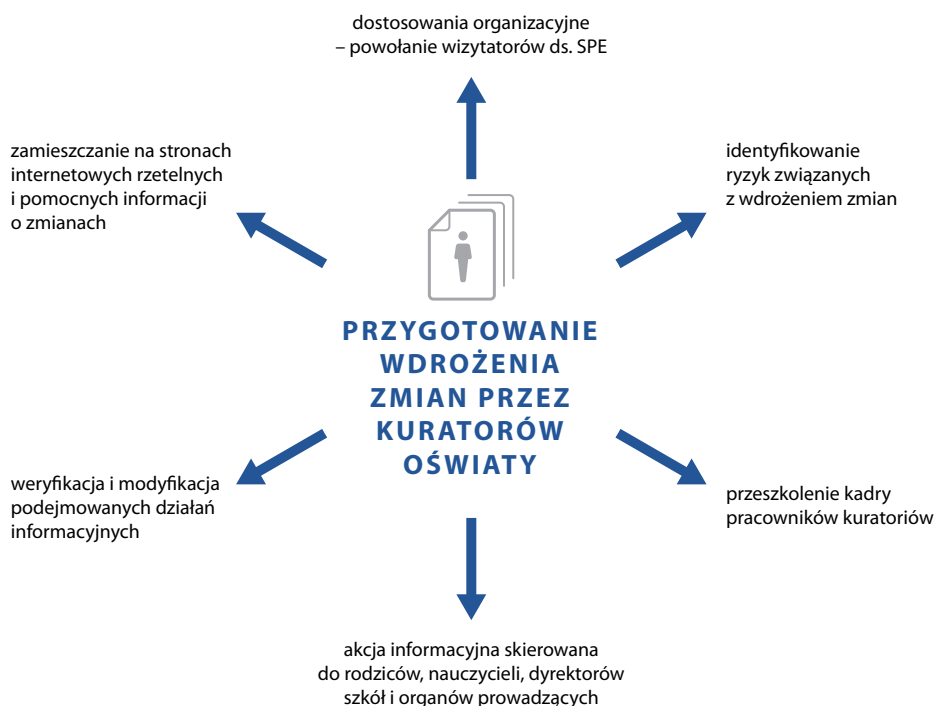 dostosowania organizacyjne
– powołanie wizytatorów ds. SPE
zamieszczanie na stronach
internetowych rzetelnych
i pomocnych informacji
o zmianach
identyfikowanie
ryzyk związanych
z wdrożeniem zmian
PRZYGOTOWANIE
WDROŻENIA
ZMIAN PRZEZ
KURATORÓW
OŚWIATY
weryfikacja i modyfikacja
podejmowanych działań
informacyjnych
przeszkolenie kadry
pracowników kuratoriów
akcja informacyjna skierowana
do rodziców, nauczycieli, dyrektorów
szkół i organów prowadzących